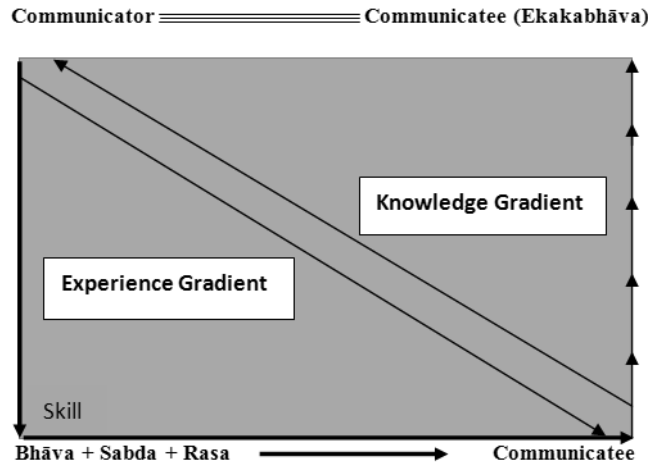 Communicator Communicatee (Ekakabhāva)
Knowledge Gradient
Experience Gradient
Skill
Bhāva + Sabda + Rasa Communicatee